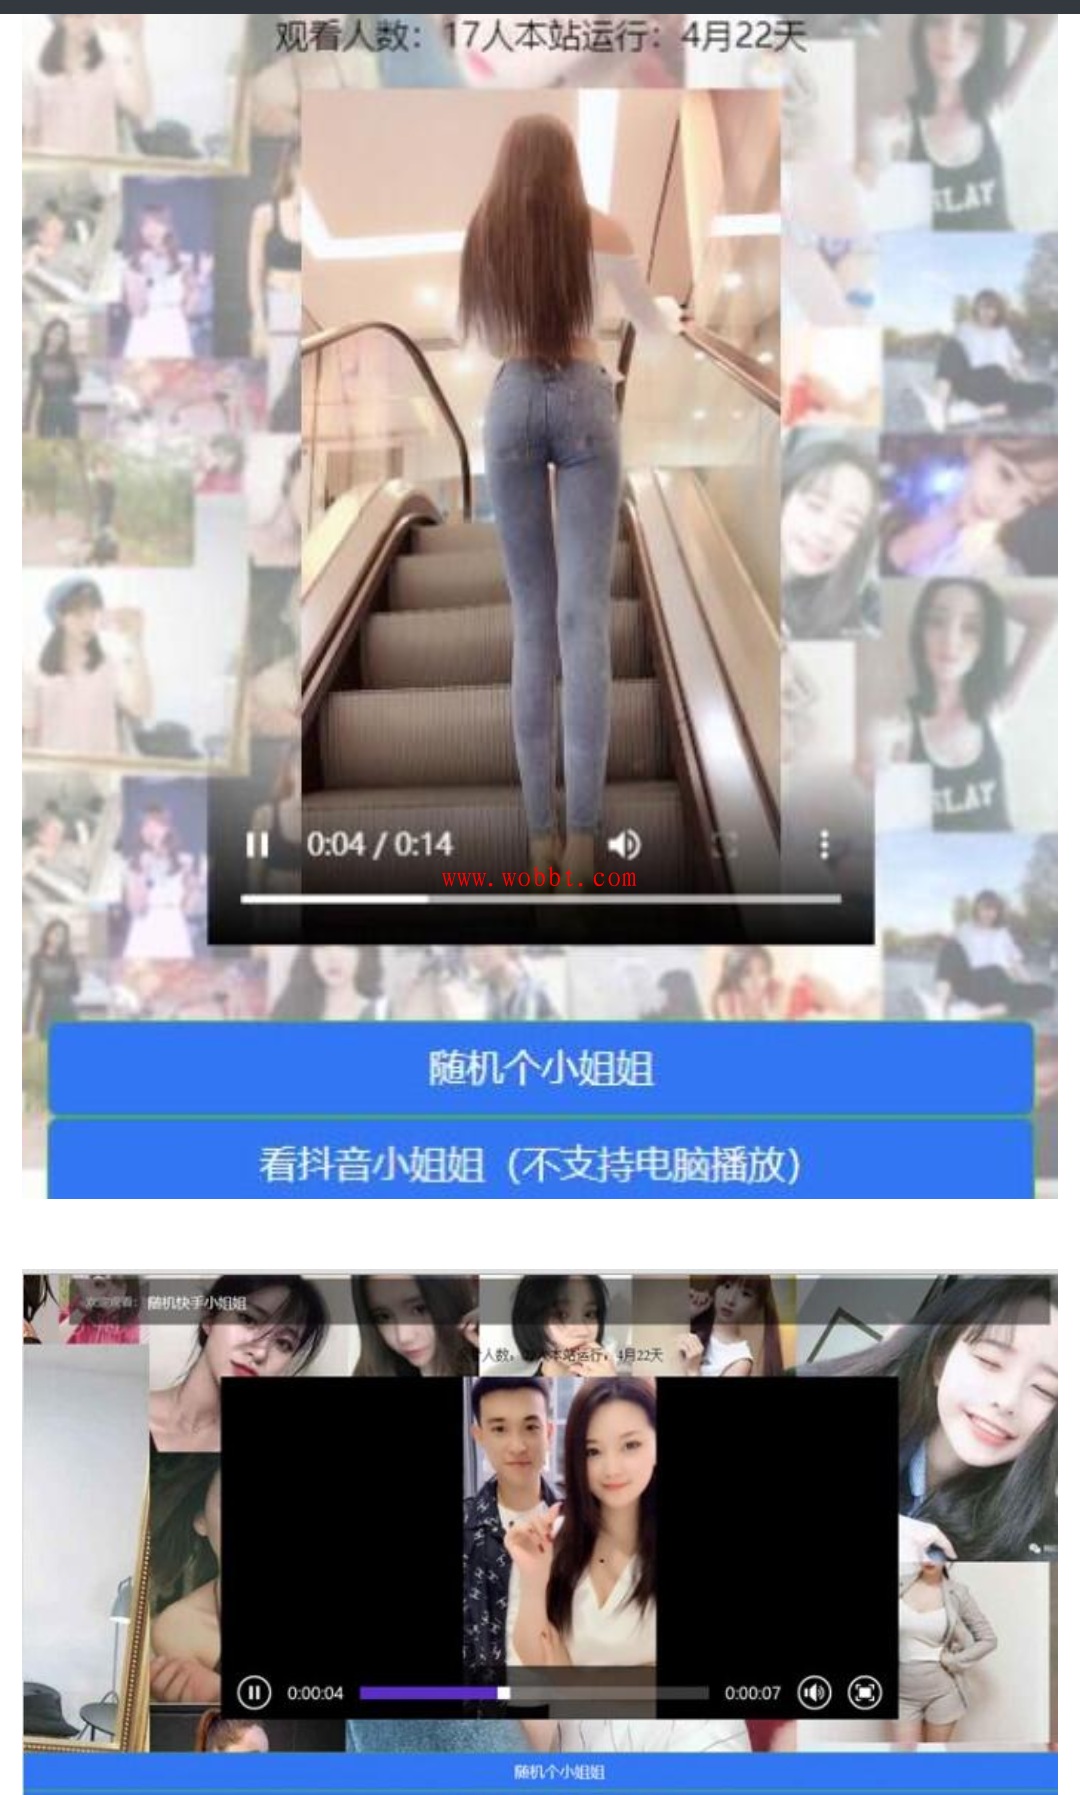 观看人数：17人本站运行：4月22天
SLAY
0:04 / 0:14
www.wobbt.com
SLAY
随机个小姐姐
看抖音小姐姐（不支持电脑播放）
欢迎观看：随机快手小姐姐
人数：
本站运行：4月22天
0:00:04
0:00:07
随机个小姐姐